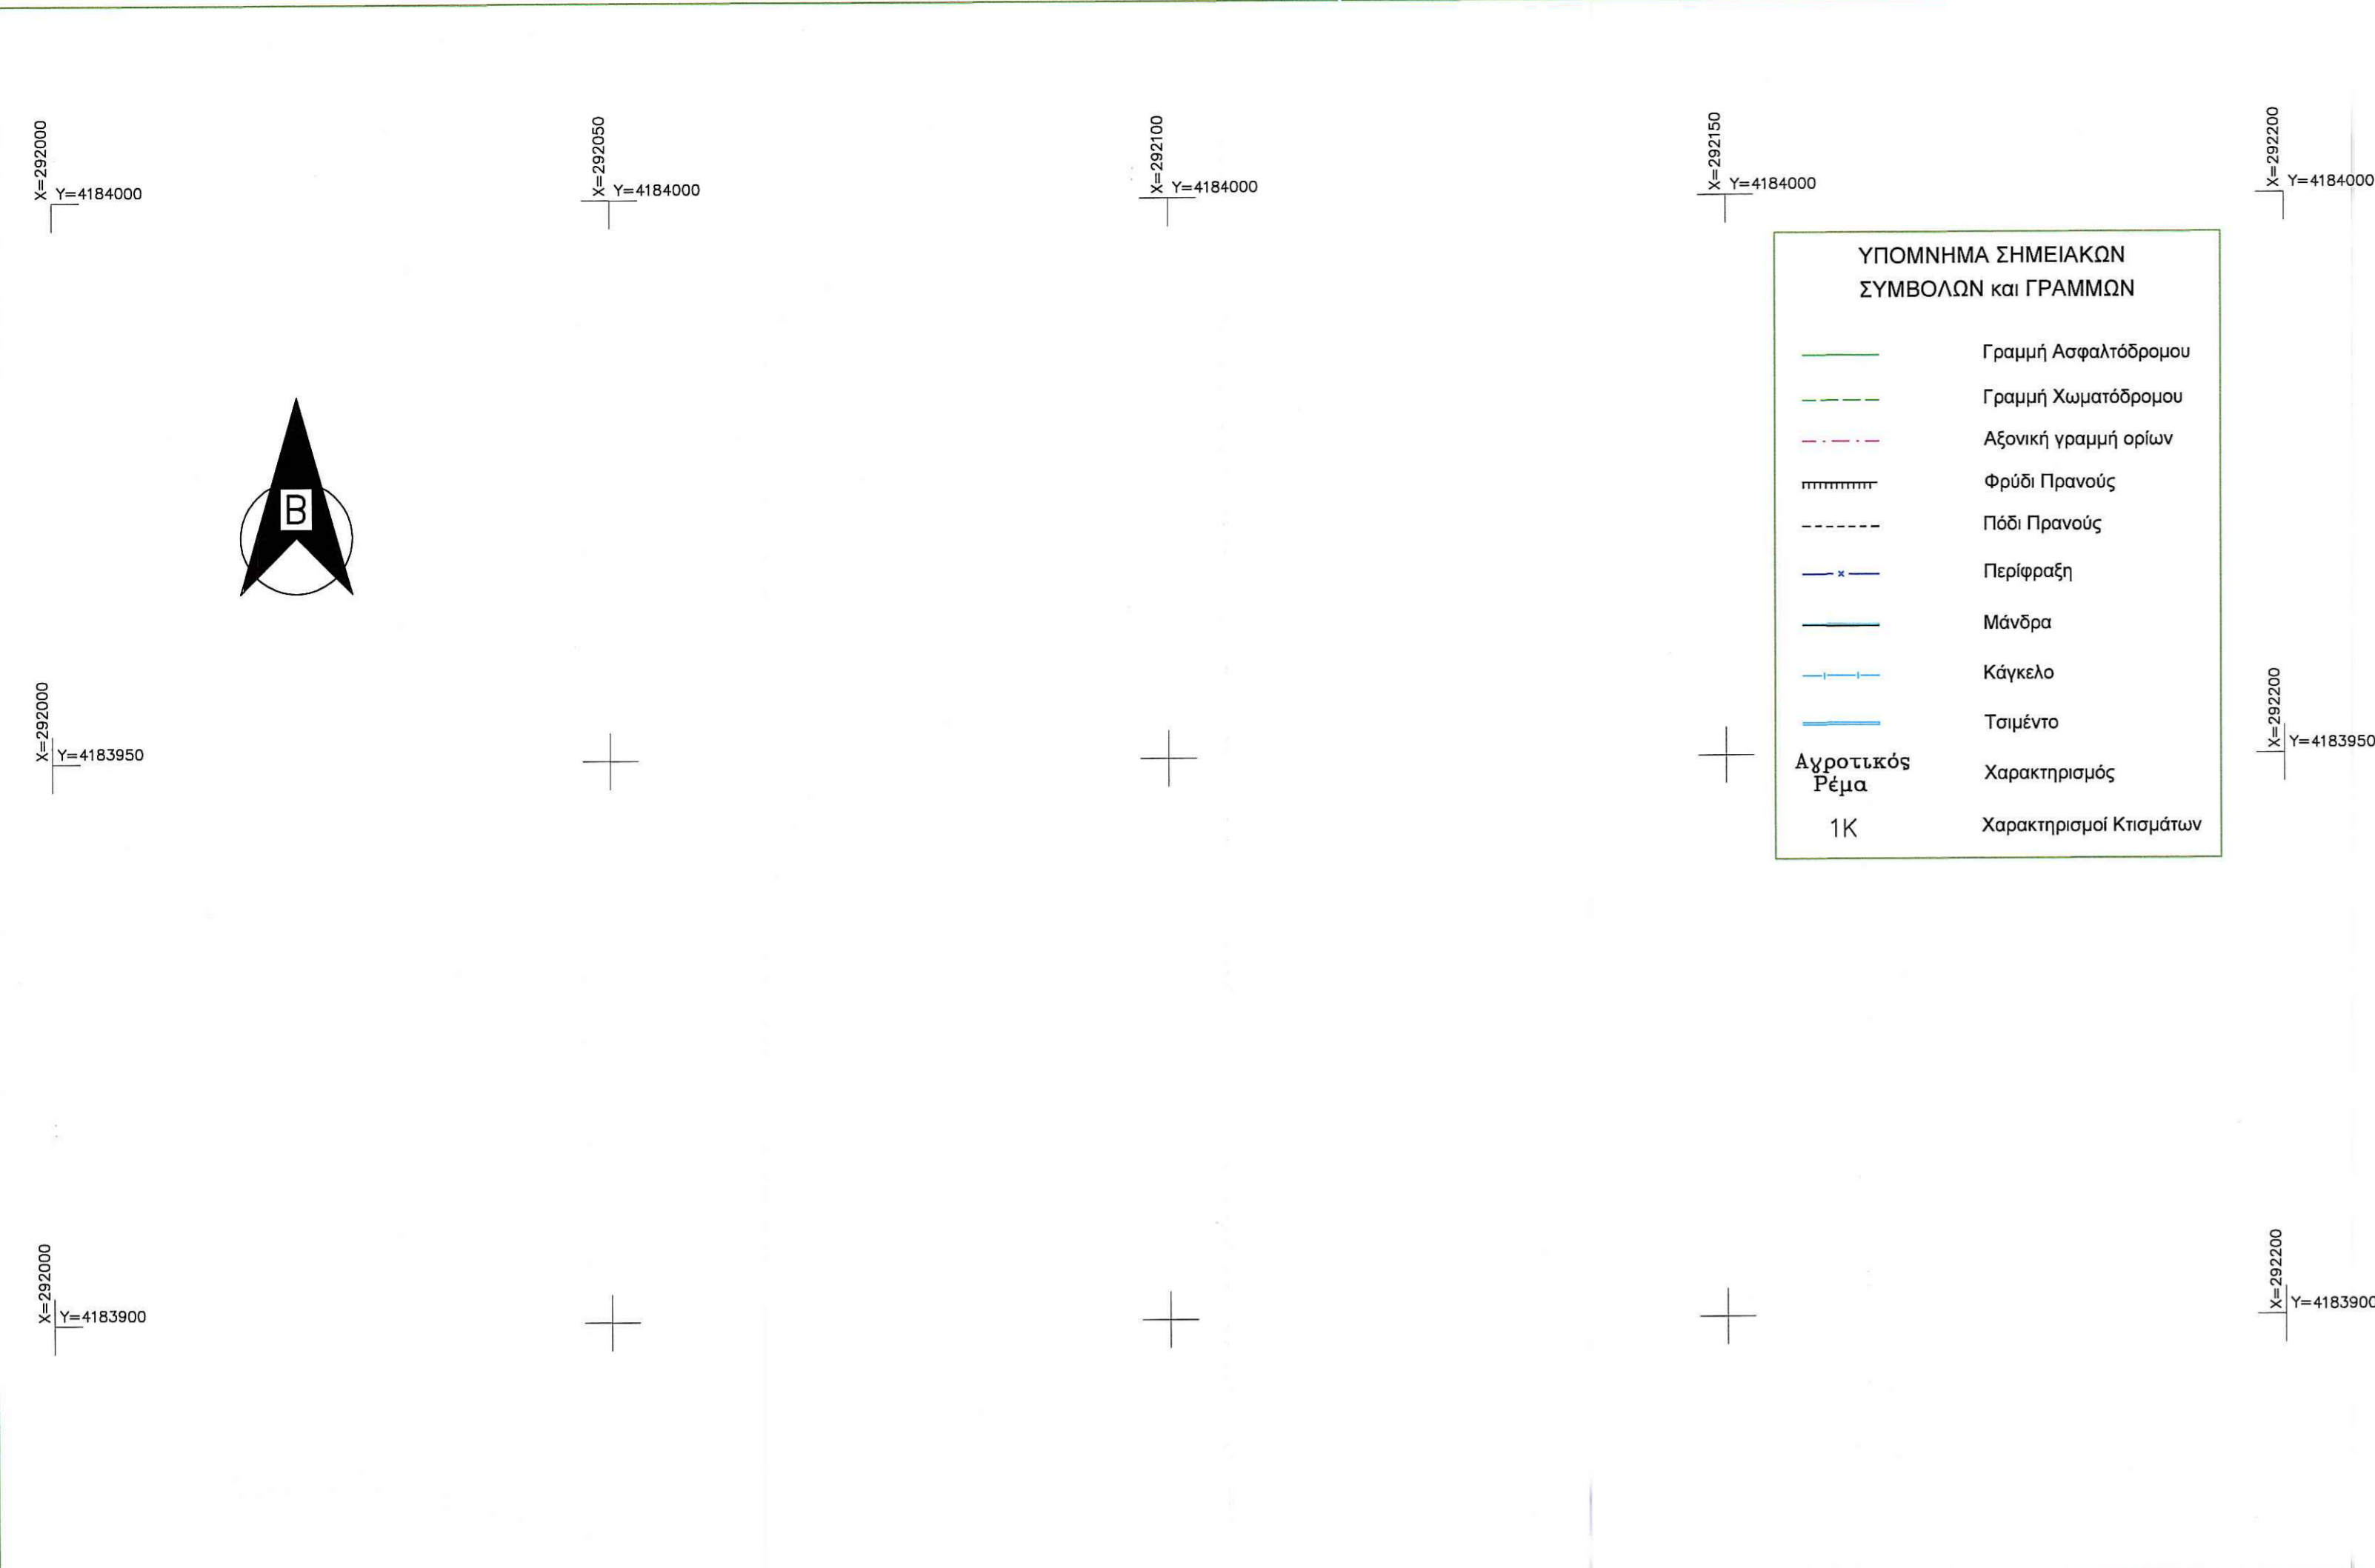 X=292000
Y=4184000
X=292050
Y=4184000
X=292100
Y=4184000
X=292150
Y=4184000
X=292200
Y=4184000
ΥΠΟΜΝΗΜΑ ΣΗΜΕΙΑΚΩΝ
ΣΥΜΒΟΛΩΝ και ΓΡΑΜΜΩΝ
Γραμμή Ασφαλτόδρομου
Γραμμή Χωματόδρομου
Αξονική γραμμή ορίων
Φρύδι Πρανούς
Πόδι Πρανούς
Περίφραξη
Μάνδρα
Κάγκελο
Τσιμέντο
Αγροτικός
Ρέμα
Χαρακτηρισμός
1Κ
Χαρακτηρισμοί Κτισμάτων
Β
X=292000
Y=4183950
X=292200
Y=4183950
X=292000
Y=4183900
X=292200
Y=4183900